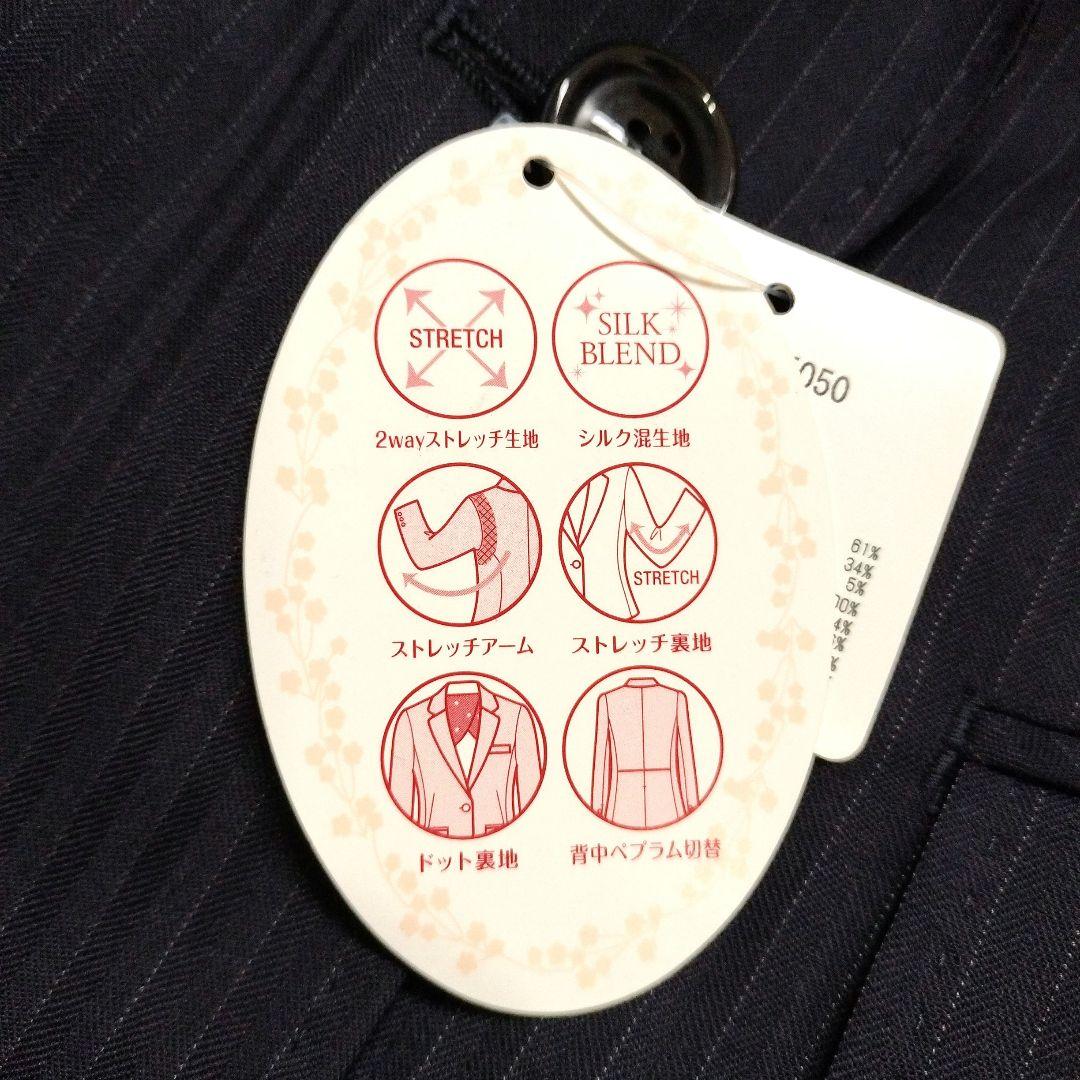 STRETCH
SILK
BLEND
2wayストレッチ生地
シルク混生地
STRETCH
ストレッチアーム
ストレッチ裏地
ドット裏地
背中ペプラム切替
050
61%
34%
5%